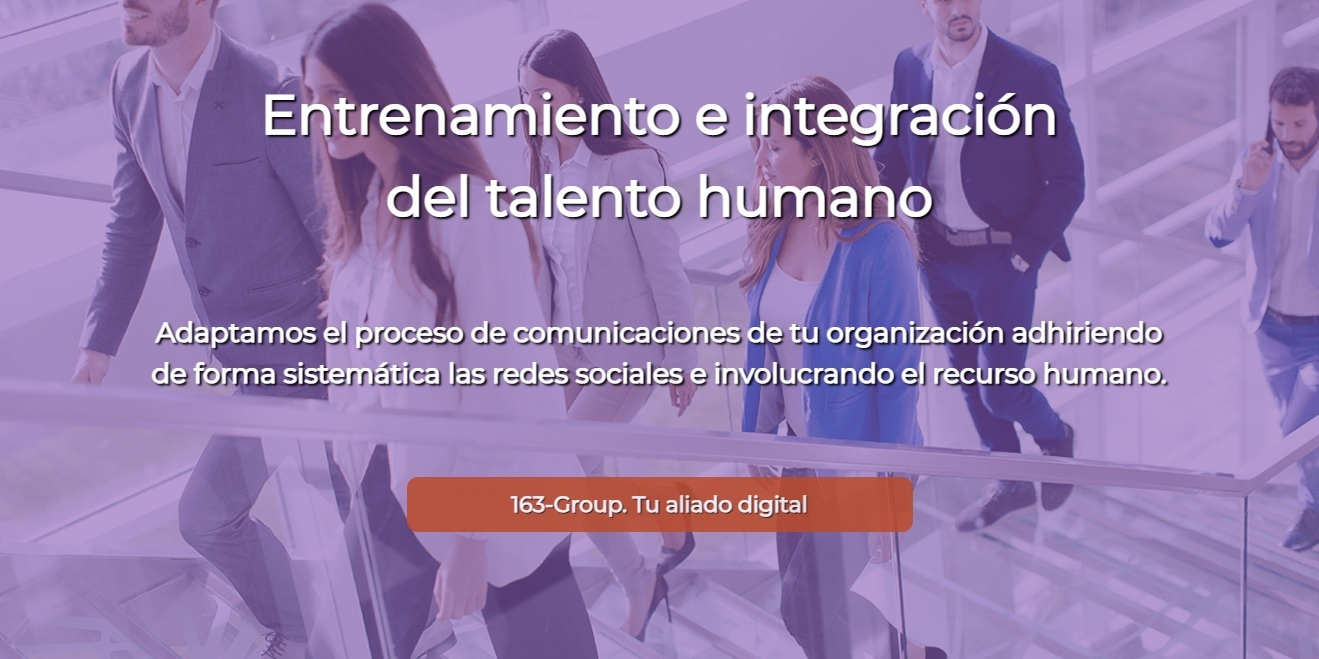 Entrenamiento e integración
del talento humano
Adaptamos el proceso de comunicaciones de tu organización adhiriendo
de forma sistemática las redes sociales e involucrando el recurso humano.
163-Group. Tu aliado digital